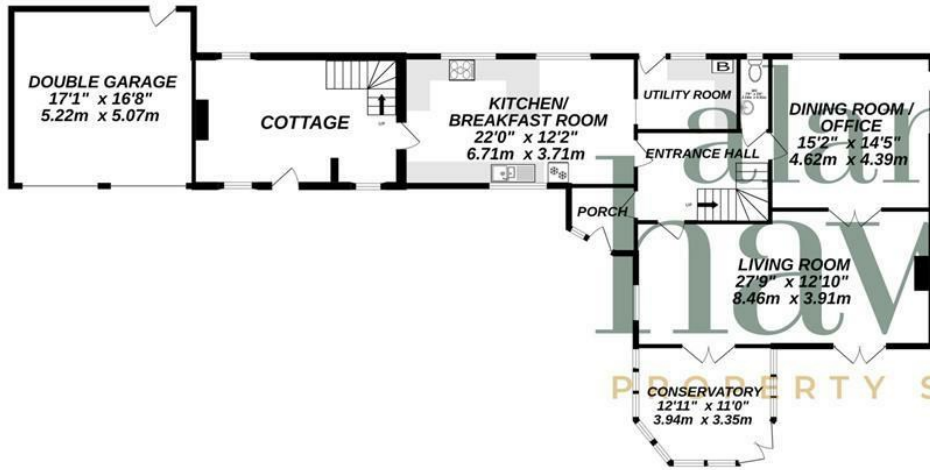 DOUBLE GARAGE
17'1" x 16'8"
5.22m x 5.07m
COTTAGE
UP
KITCHEN/
BREAKFAST ROOM
22'0" x 12'2"
6.71m x 3.71m
B
UTILITY ROOM
DINING ROOM /
OFFICE
15'2" x 14'5"
4.62m x 4.39m
ENTRANCE HALL
UP
PORCH
LIVING ROOM
27'9" x 12'10"
8.46m x 3.91m
CONSERVATORY
12'11" x 11'0"
3.94m x 3.35m
alan
haw
PROPERTY S